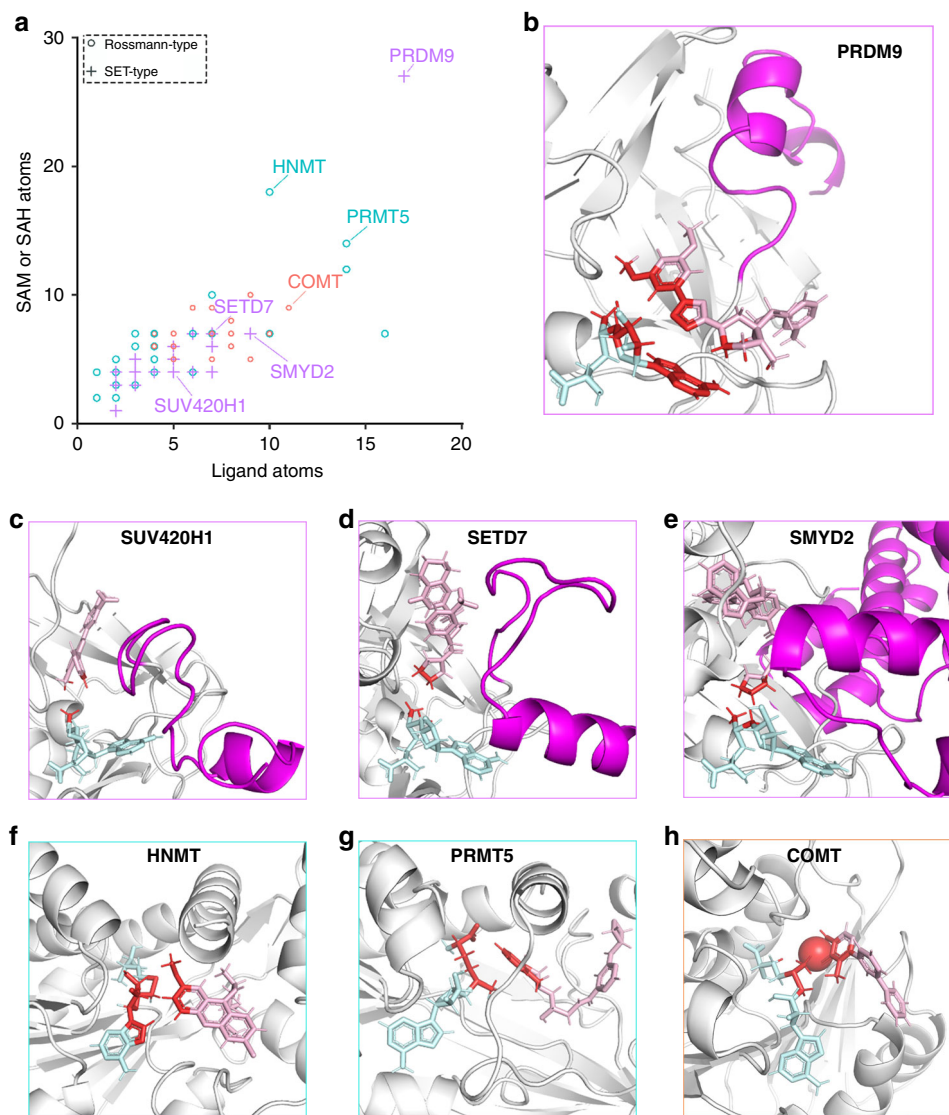 a
30
Rossmann-type
SET-type
PRDM9
HNMT
20
PRMT5
COMT
10
SETD7
SMYD2
SUV420H1
0
0
5
10
15
20
SAM or SAH atoms
Ligand atoms
b
PRDM9
c
SUV420H1
d
SETD7
e
SMYD2
f
HNMT
g
PRMT5
h
COMT